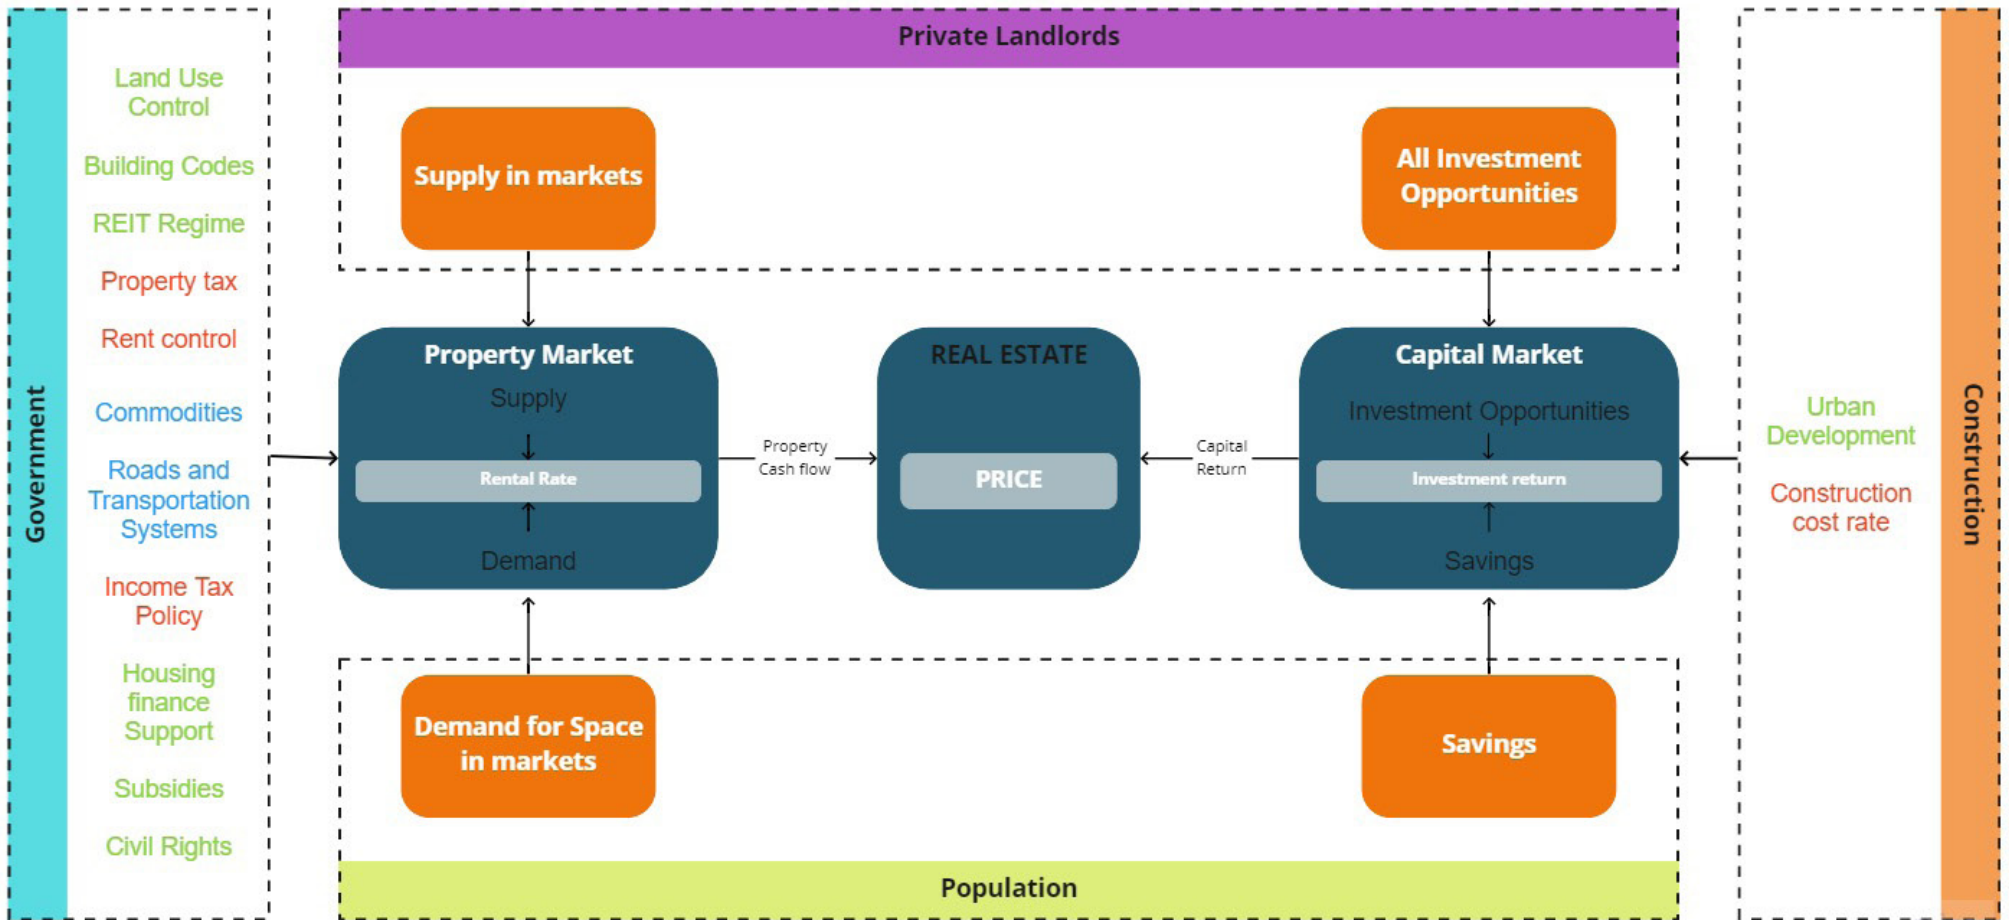 Private Landlords
Government
Land Use
Control
Building Codes
REIT Regime
Property tax
Rent control
Commodities
Roads and
Transportation
Systems
Income Tax
Policy
Housing
finance
Support
Subsidies
Civil Rights
Supply in markets
All Investment
Opportunities
Property Market
Supply
Rental Rate
Demand
Property
Cash flow
REAL ESTATE
PRICE
Capital
Return
Capital Market
Investment Opportunities
Investment return
Savings
Urban
Development
Construction
cost rate
Construction
Demand for Space
in markets
Savings
Population